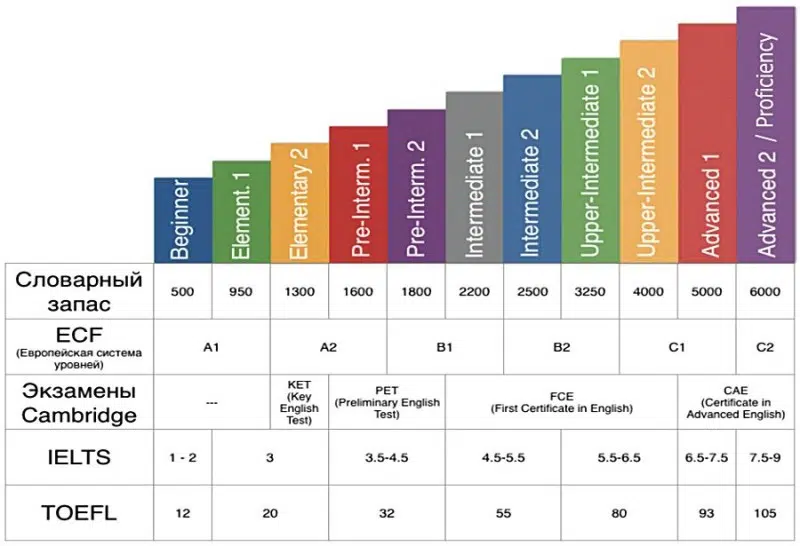 Beginner
Element. 1
Elementary 2
Pre-Interm. 1
Pre-Interm. 2
Intermediate 1
Intermediate 2
Upper-Intermediate 1
Upper-Intermediate 2
Advanced 1
Advanced 2 / Proficiency
Словарный
запас
500 950 1300 1600 1800 2200 2500 3250 4000 5000 6000
ECF
(Европейская система
уровней)
A1 A2 B1 B2 C1 C2
Экзамены
Cambridge
---
KET
(Key
English
Test)
PET
(Preliminary English
Test)
FCE
(First Certificate in English)
CAE
(Certificate in
Advanced English)
IELTS 1 - 2 3 3.5-4.5 4.5-5.5 5.5-6.5 6.5-7.5 7.5-9
TOEFL 12 20 32 55 80 93 105